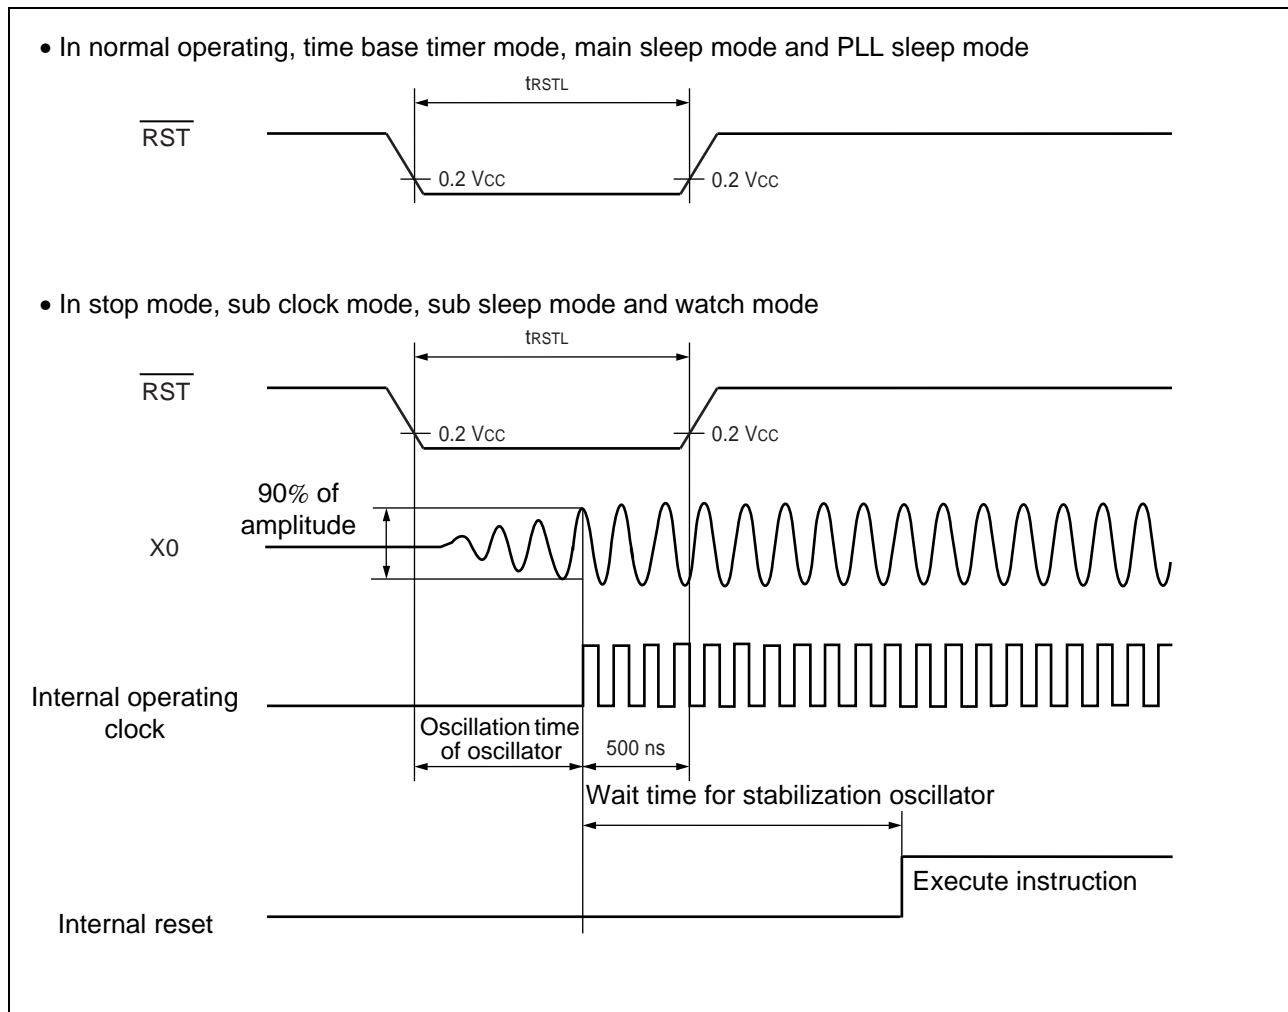 • In normal operating, time base timer mode, main sleep mode and PLL sleep mode
tRSTL
RST
0.2 VCC
0.2 VCC
• In stop mode, sub clock mode, sub sleep mode and watch mode
tRSTL
RST
0.2 VCC
0.2 VCC
90% of
amplitude
X0
Internal operating
clock
Oscillation time
of oscillator
500 ns
Wait time for stabilization oscillator
Execute instruction
Internal reset